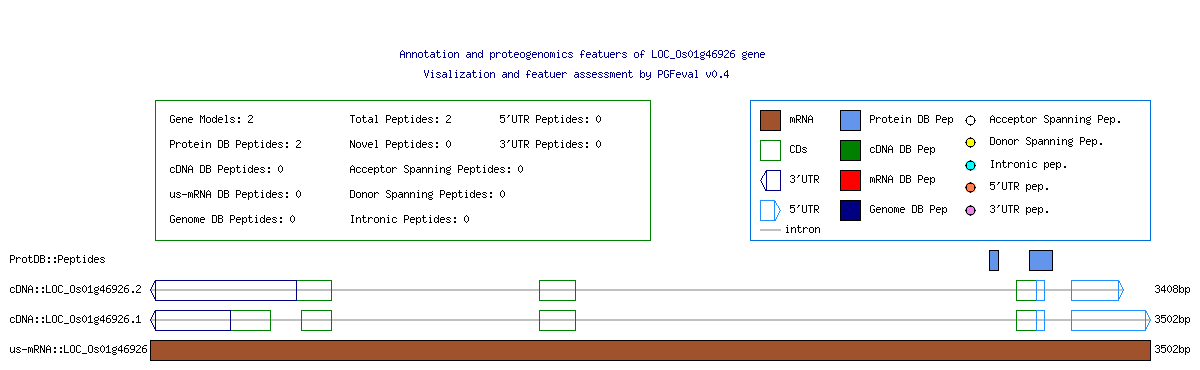 Annotation and proteogenomics featuers of LOC_Os01g46926 gene
Visalization and featuer assessment by PGFeval v0.4
Gene Models: 2 Total Peptides: 2 5'UTR Peptides: 0
Protein DB Peptides: 2 Novel Peptides: 0 3'UTR Peptides: 0
cDNA DB Peptides: 0 Acceptor Spanning Peptides: 0
us-mRNA DB Peptides: 0 Donor Spanning Peptides: 0
Genome DB Peptides: 0 Intronic Peptides: 0
mRNA Protein DB Pep Acceptor Spanning Pep.
CDs cDNA DB Pep Donor Spanning Pep.
3'UTR mRNA DB Pep Intronic pep.
5'UTR Genome DB Pep 5'UTR pep.
intron 3'UTR pep.
ProtDB::Peptides
cDNA::LOC_Os01g46926.2 3408bp
cDNA::LOC_Os01g46926.1 3502bp
us-mRNA::LOC_Os01g46926 3502bp